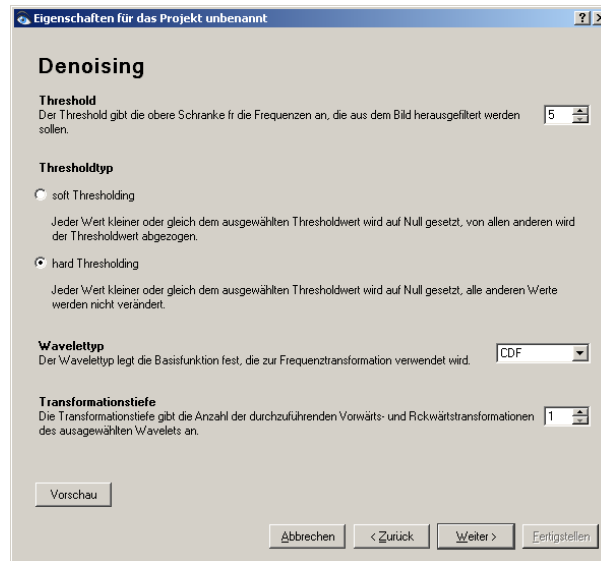 Eigenschaften für das Projekt unbenannt
Denoising
Threshold
Der Threshold gibt die obere Schranke fr die Frequenzen an, die aus dem Bild herausgefiltert werden
sollen.
5
Thresholdtyp
soft Thresholding
Jeder Wert kleiner oder gleich dem ausgewählten Thresholdwert wird auf Null gesetzt, von allen anderen wird
der Thresholdwert abgezogen.
hard Thresholding
Jeder Wert kleiner oder gleich dem ausgewählten Thresholdwert wird auf Null gesetzt, alle anderen Werte
werden nicht verändert.
Wavelettyp
Der Wavelettyp legt die Basisfunktion fest, die zur Frequenztransformation verwendet wird.
CDF
Transformationstiefe
Die Transformationstiefe gibt die Anzahl der durchzuführenden Vorwärts- und Rckwärtstransformationen
des ausagewählten Wavelets an.
1
Vorschau
Abbrechen
< Zurück
Weiter >
Fertigstellen